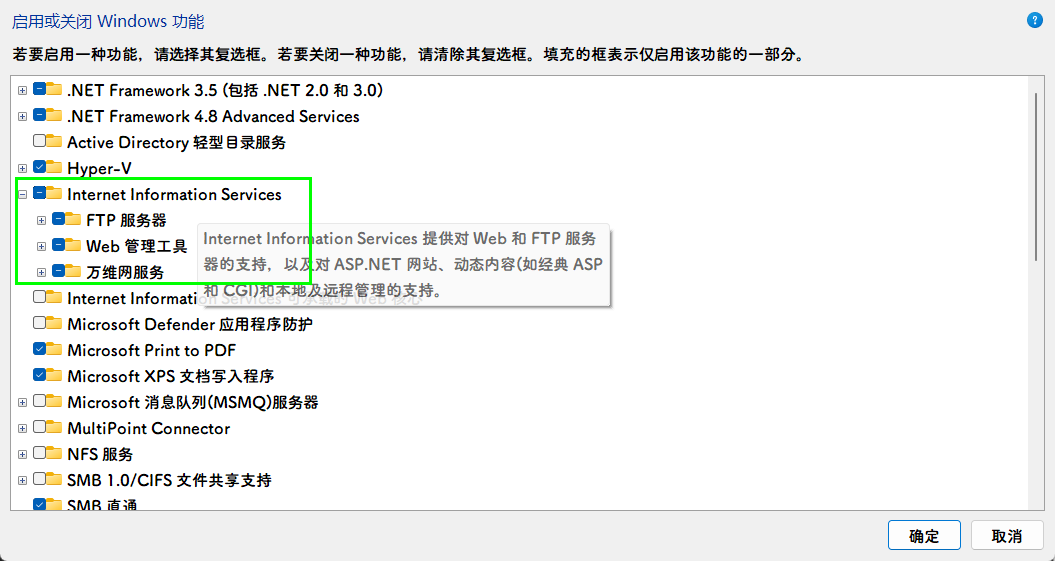 启用或关闭 Windows 功能
?
若要启用一种功能，请选择其复选框。若要关闭一种功能，请清除其复选框。填充的框表示仅启用该功能的一部分。
.NET Framework 3.5 (包括 .NET 2.0 和 3.0)
.NET Framework 4.8 Advanced Services
Active Directory 轻型目录服务
Hyper-V
Internet Information Services
FTP 服务器
Web 管理工具
万维网服务
Internet Information Services 提供对 Web 和 FTP 服务
器的支持，以及对 ASP.NET 网站、动态内容(如经典 ASP
和 CGI)和本地及远程管理的支持。
Internet Information Services 可承载的 Web 核心
Microsoft Defender 应用程序防护
Microsoft Print to PDF
Microsoft XPS 文档写入程序
Microsoft 消息队列(MSMQ)服务器
MultiPoint Connector
NFS 服务
SMB 1.0/CIFS 文件共享支持
SMB 直通
确定
取消